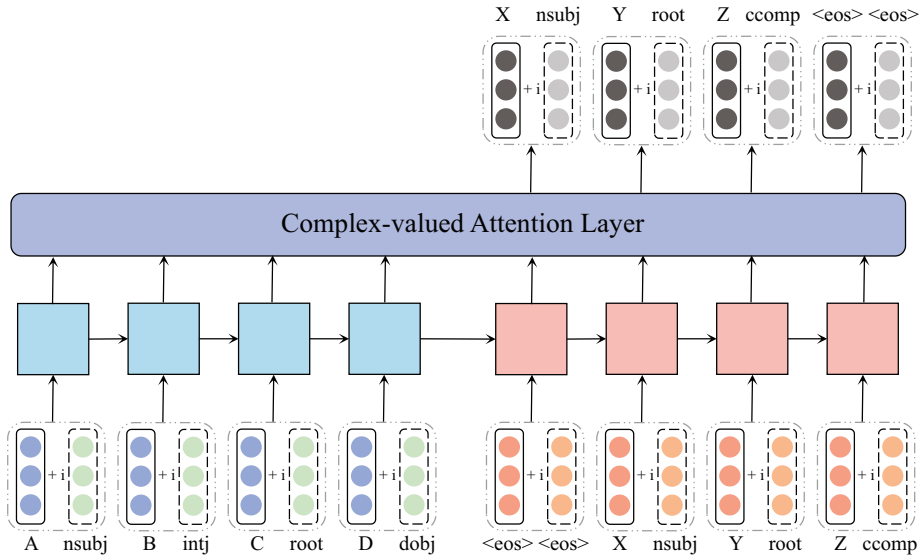 X nsubj Y root Z ccomp <eos> <eos>
+ i + i + i + i
Complex-valued Attention Layer
+ i + i + i + i + i + i + i + i
A nsubj B intj C root D dobj <eos> <eos> X nsubj Y root Z ccomp